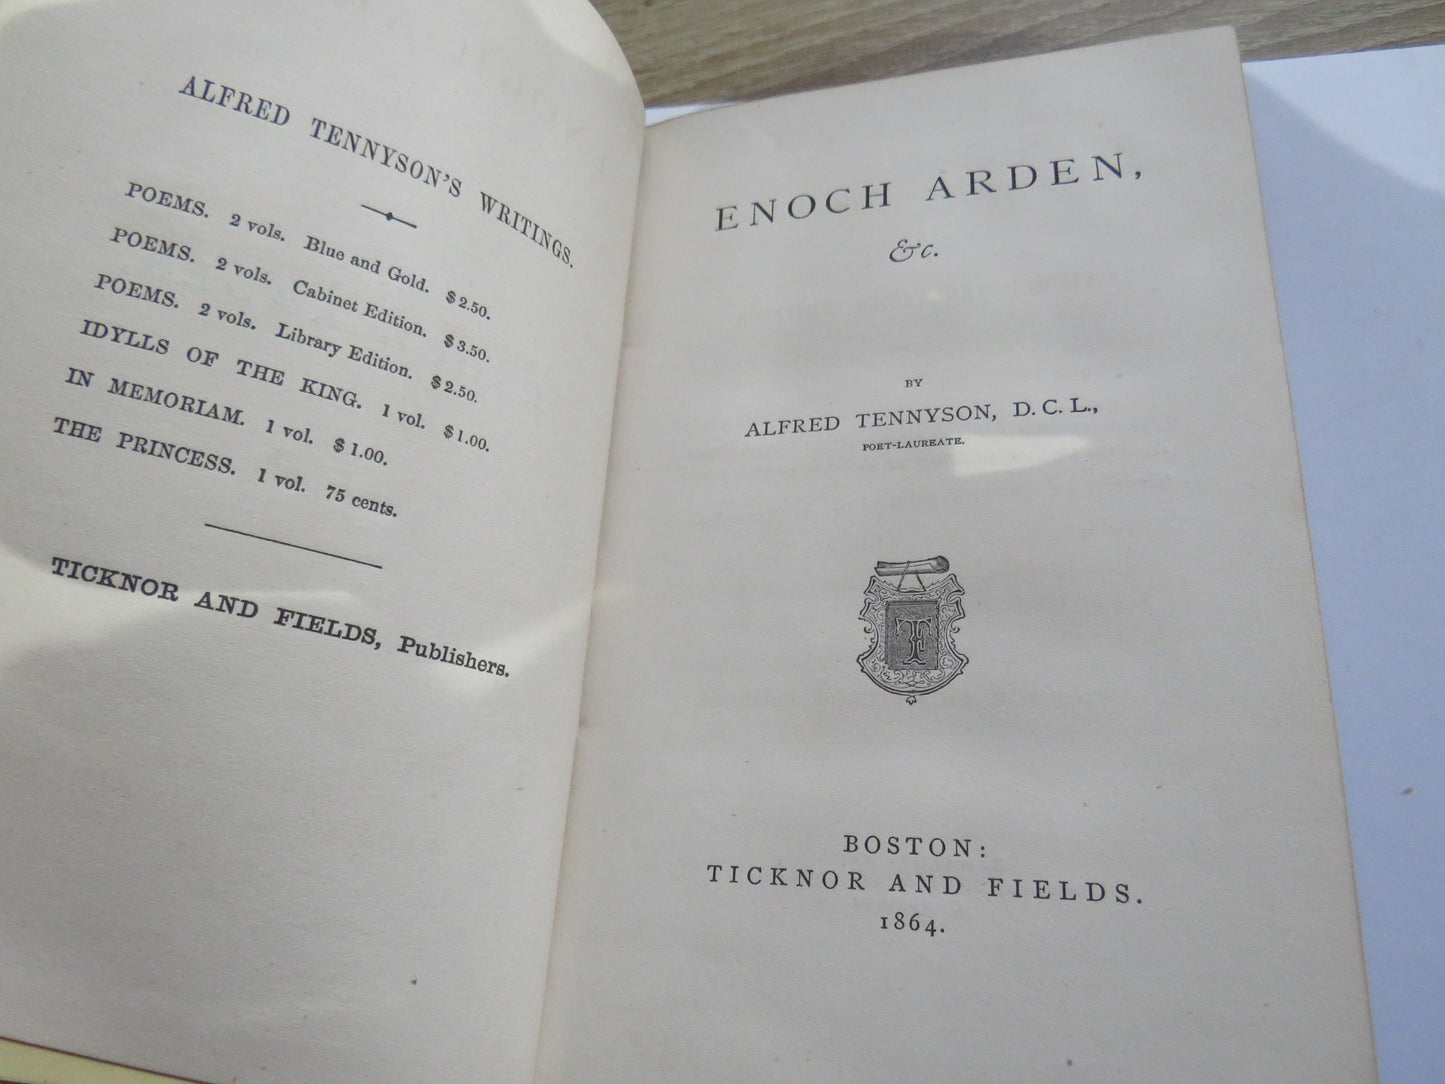 ALFRED TENNYSON'S WRITINGS.
POEMS. 2 vols. Blue and Gold. $2.50.
POEMS. 2 vols. Cabinet Edition. $3.50.
POEMS. 2 vols. Library Edition. $2.50.
IDYLLS OF THE KING. 1 vol. $1.00.
IN MEMORIAM. 1 vol. $1.00.
THE PRINCESS. 1 vol. 75 cents.
TICKNOR AND FIELDS, Publishers.
ENOCH ARDEN,
&c.
BY
ALFRED TENNYSON, D.C.L.,
POET-LAUREATE.
TF
BOSTON:
TICKNOR AND FIELDS.
1864.